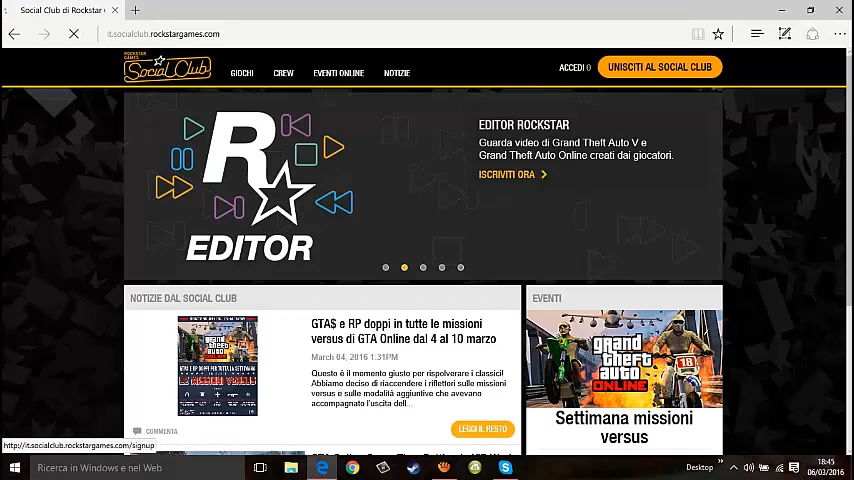 Social Club di Rockstar
it.socialclub.rockstargames.com
ROCKSTAR GAMES
Social Club
GIOCHI
CREW
EVENTI ONLINE
NOTIZIE
ACCEDI
UNISCITI AL SOCIAL CLUB
R
EDITOR
EDITOR ROCKSTAR
Guarda video di Grand Theft Auto V e
Grand Theft Auto Online creati dai giocatori.
ISCRIVITI ORA
NOTIZIE DAL SOCIAL CLUB
EVENTI
GTA$ e RP doppi in tutte le missioni
versus di GTA Online dal 4 al 10 marzo
March 04, 2016 1:31PM
Questo è il momento giusto per rispolverare i classici!
Abbiamo deciso di riaccendere i riflettori sulle missioni
versus e sulle modalità aggiuntive che avevano
accompagnato l'uscita dell...
COMMENTA
LEGGI IL RESTO
grand
theft
auto
ONLINE
18
Settimana missioni
versus
http://it.socialclub.rockstargames.com/signup
Ricerca in Windows e nel Web
Desktop
18:45
06/03/2016